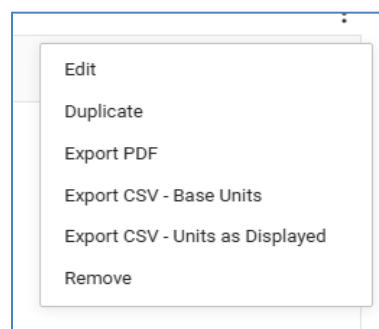 Edit
Duplicate
Export PDF
Export CSV - Base Units
Export CSV - Units as Displayed
Remove